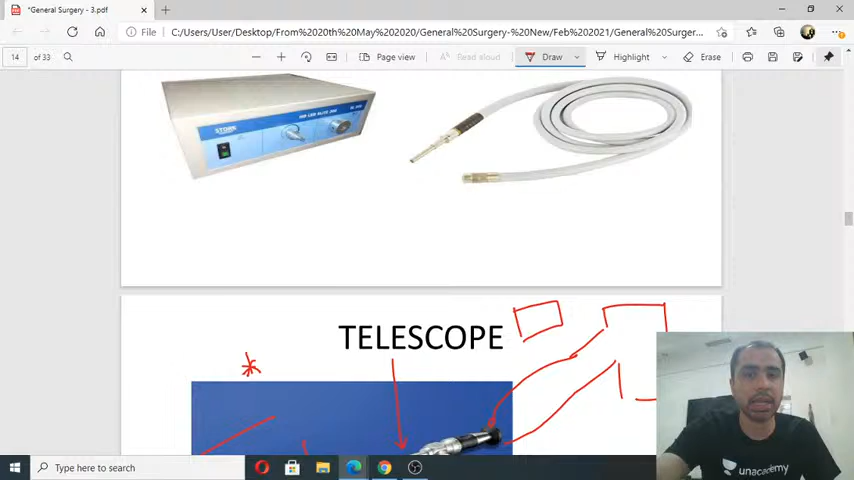 *General Surgery - 3.pdf
File
C:/Users/User/Desktop/From%2020th%20May%202020/General%20Surgery-%20New/Feb%202021/General%20Surger...
14 of 33
Page view
Read aloud
Draw
Highlight
Erase
STORZ
TELESCOPE
*
unacademy
Type here to search